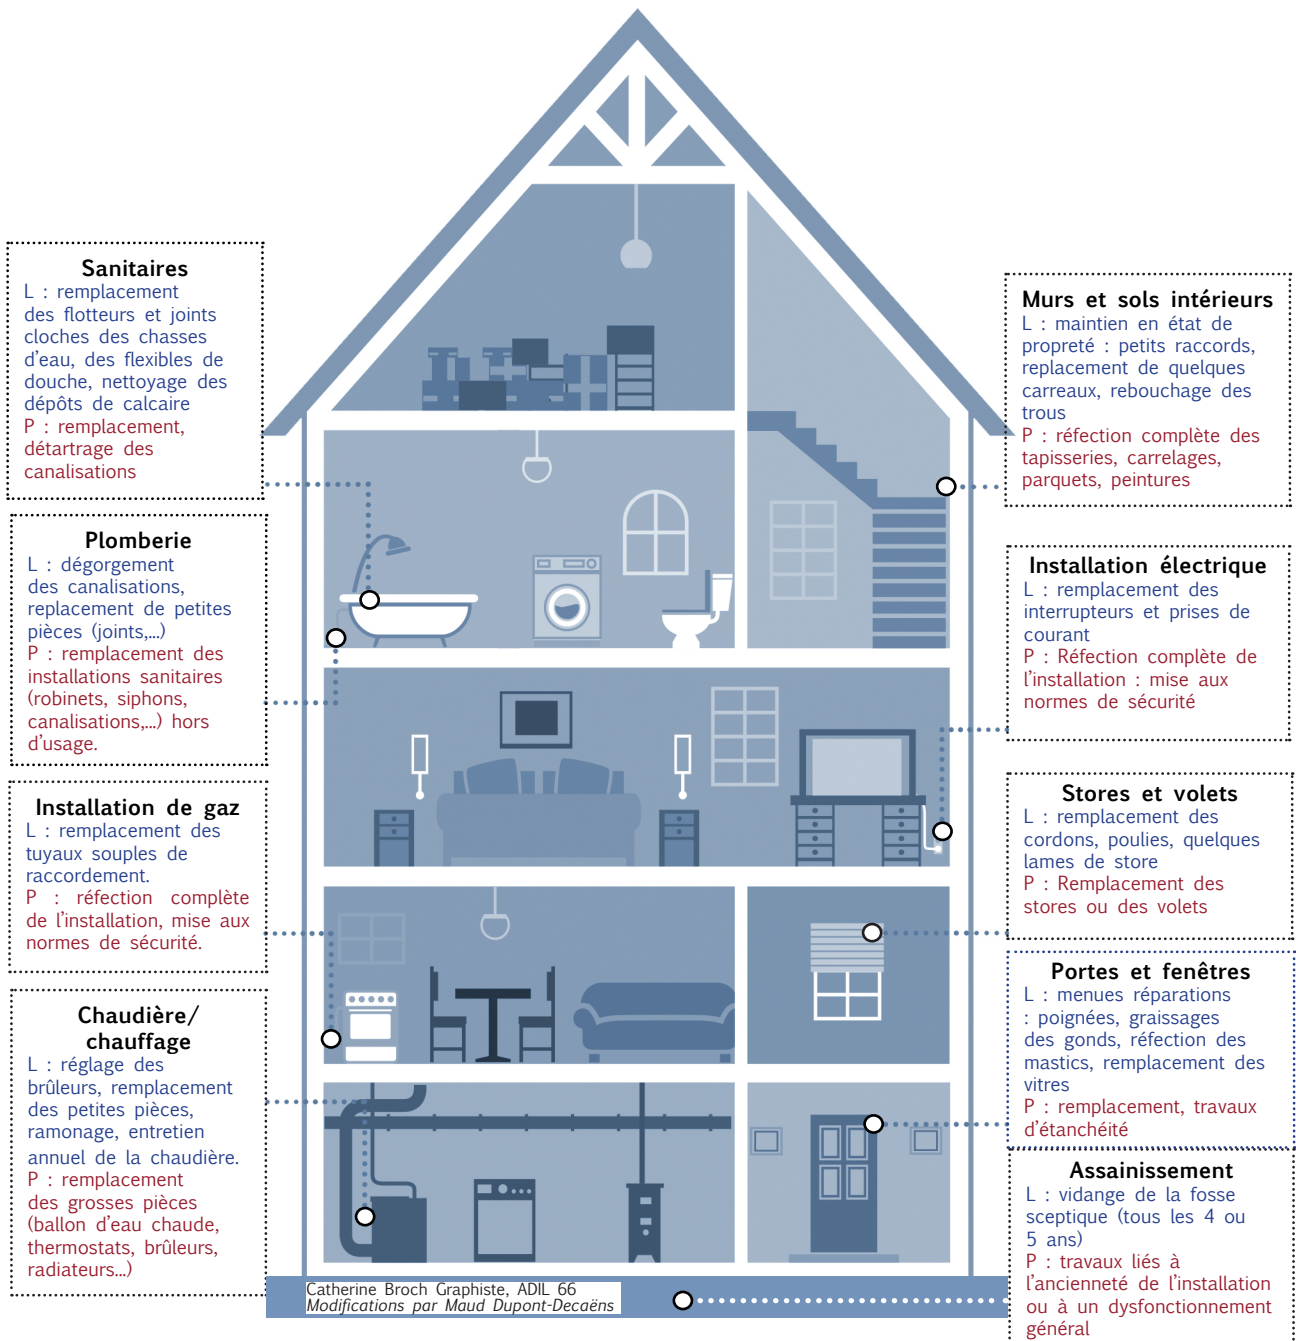 Sanitaires
L : remplacement
des flotteurs et joints
cloches des chasses
d'eau, des flexibles de
douche, nettoyage des
dépôts de calcaire
P : remplacement,
détartrage des
canalisations
Plomberie
L : dégorgement
des canalisations,
replacement de petites
pièces (joints,...)
P : remplacement des
installations sanitaires
(robinets, siphons,
canalisations,...) hors
d'usage.
Installation de gaz
L : remplacement des
tuyaux souples de
raccordement.
P : réfection complète
de l'installation, mise aux
normes de sécurité.
Chaudière/
chauffage
L : réglage des
brûleurs, remplacement
des petites pièces,
ramonage, entretien
annuel de la chaudière.
P : remplacement
des grosses pièces
(ballon d'eau chaude,
thermostats, brûleurs,
radiateurs...)
Murs et sols intérieurs
L : maintien en état de
propreté : petits raccords,
replacement de quelques
carreaux, rebouchage des
trous
P : réfection complète des
tapisseries, carrelages,
parquets, peintures
Installation électrique
L : remplacement des
interrupteurs et prises de
courant
P : Réfection complète de
l'installation : mise aux
normes de sécurité
Stores et volets
L : remplacement des
cordons, poulies, quelques
lames de store
P : Remplacement des
stores ou des volets
Portes et fenêtres
L : menues réparations
: poignées, graissages
des gonds, réfection des
mastics, remplacement des
vitres
P : remplacement, travaux
d'étanchéité
Assainissement
L : vidange de la fosse
sceptique (tous les 4 ou
5 ans)
P : travaux liés à
l'ancienneté de l'installation
ou à un dysfonctionnement
général
Catherine Broch Graphiste, ADIL 66
Modifications par Maud Dupont-Decaëns